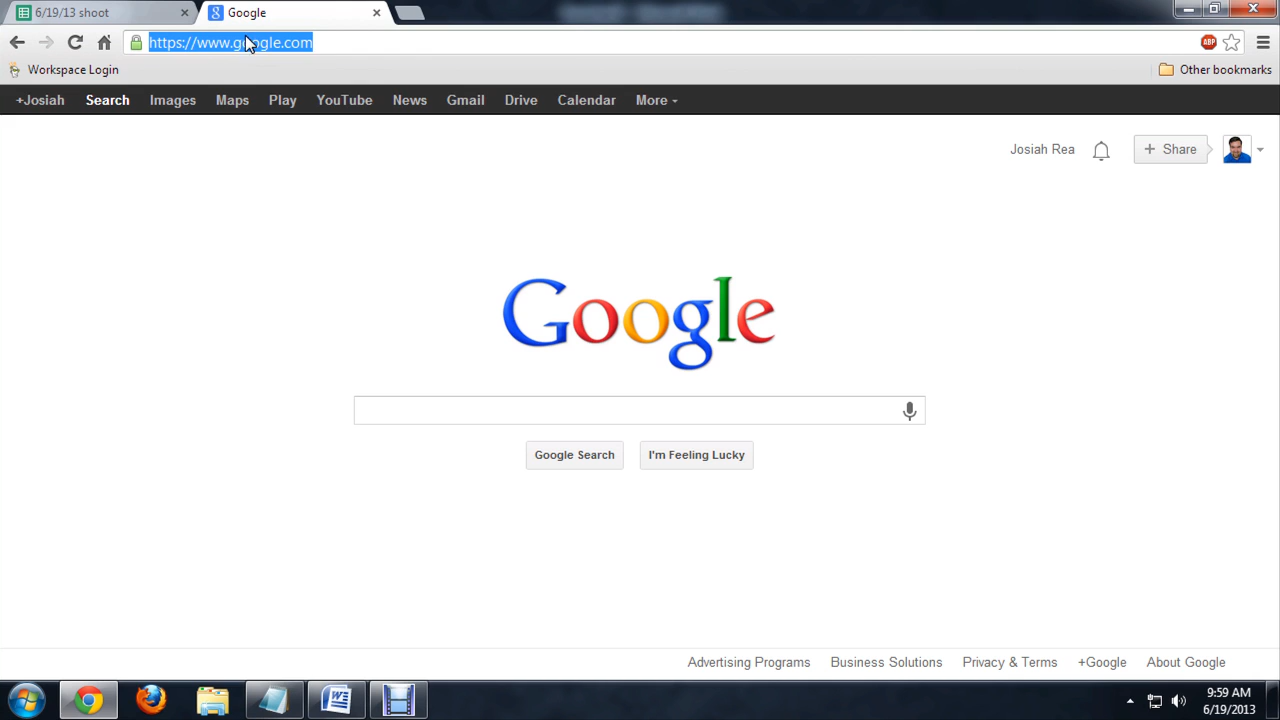 6/19/13 shoot
Google
https://www.google.com
ABP
Workspace Login
Other bookmarks
+Josiah Search Images Maps Play YouTube News Gmail Drive Calendar More
Josiah Rea
+ Share
Google
Google Search
I'm Feeling Lucky
Advertising Programs Business Solutions Privacy & Terms +Google About Google
9:59 AM
6/19/2013